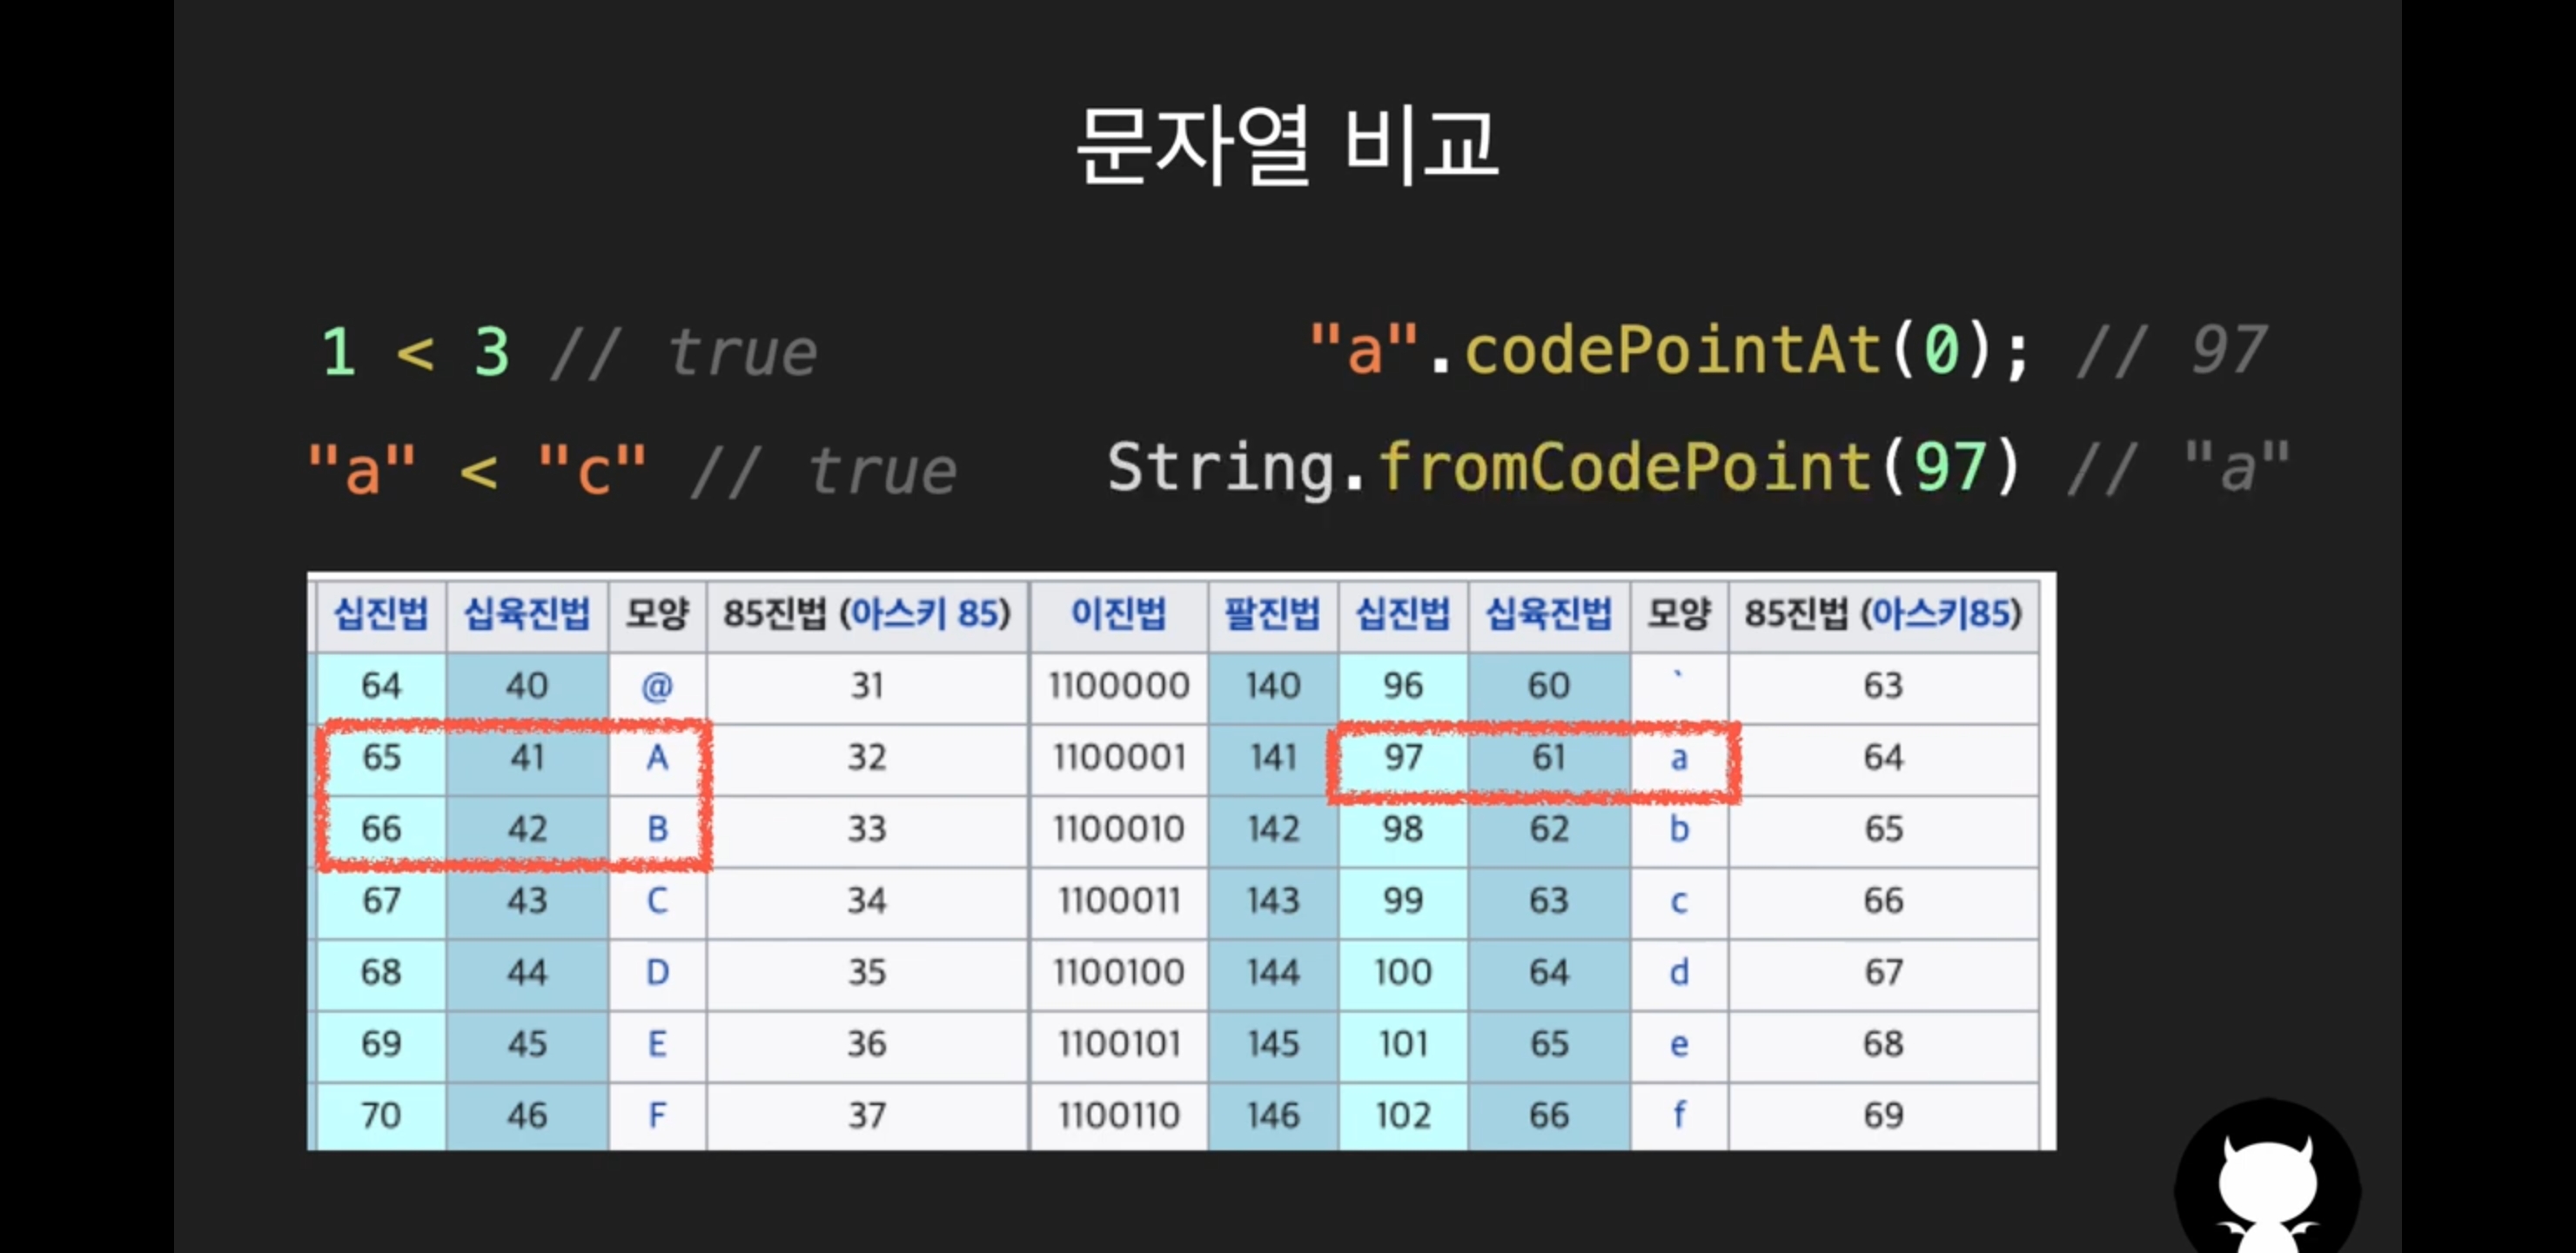 문자열 비교
1 < 3 // true
"a".codePointAt(0); // 97
"a" < "c" // true
String.fromCodePoint(97) // "a"
십진법 십육진법 모양 85진법 (아스키 85) 이진법 팔진법 십진법 십육진법 모양 85진법 (아스키85)
64 40 @ 31 1100000 140 96 60 ` 63
65 41 A 32 1100001 141 97 61 a 64
66 42 B 33 1100010 142 98 62 b 65
67 43 C 34 1100011 143 99 63 c 66
68 44 D 35 1100100 144 100 64 d 67
69 45 E 36 1100101 145 101 65 e 68
70 46 F 37 1100110 146 102 66 f 69